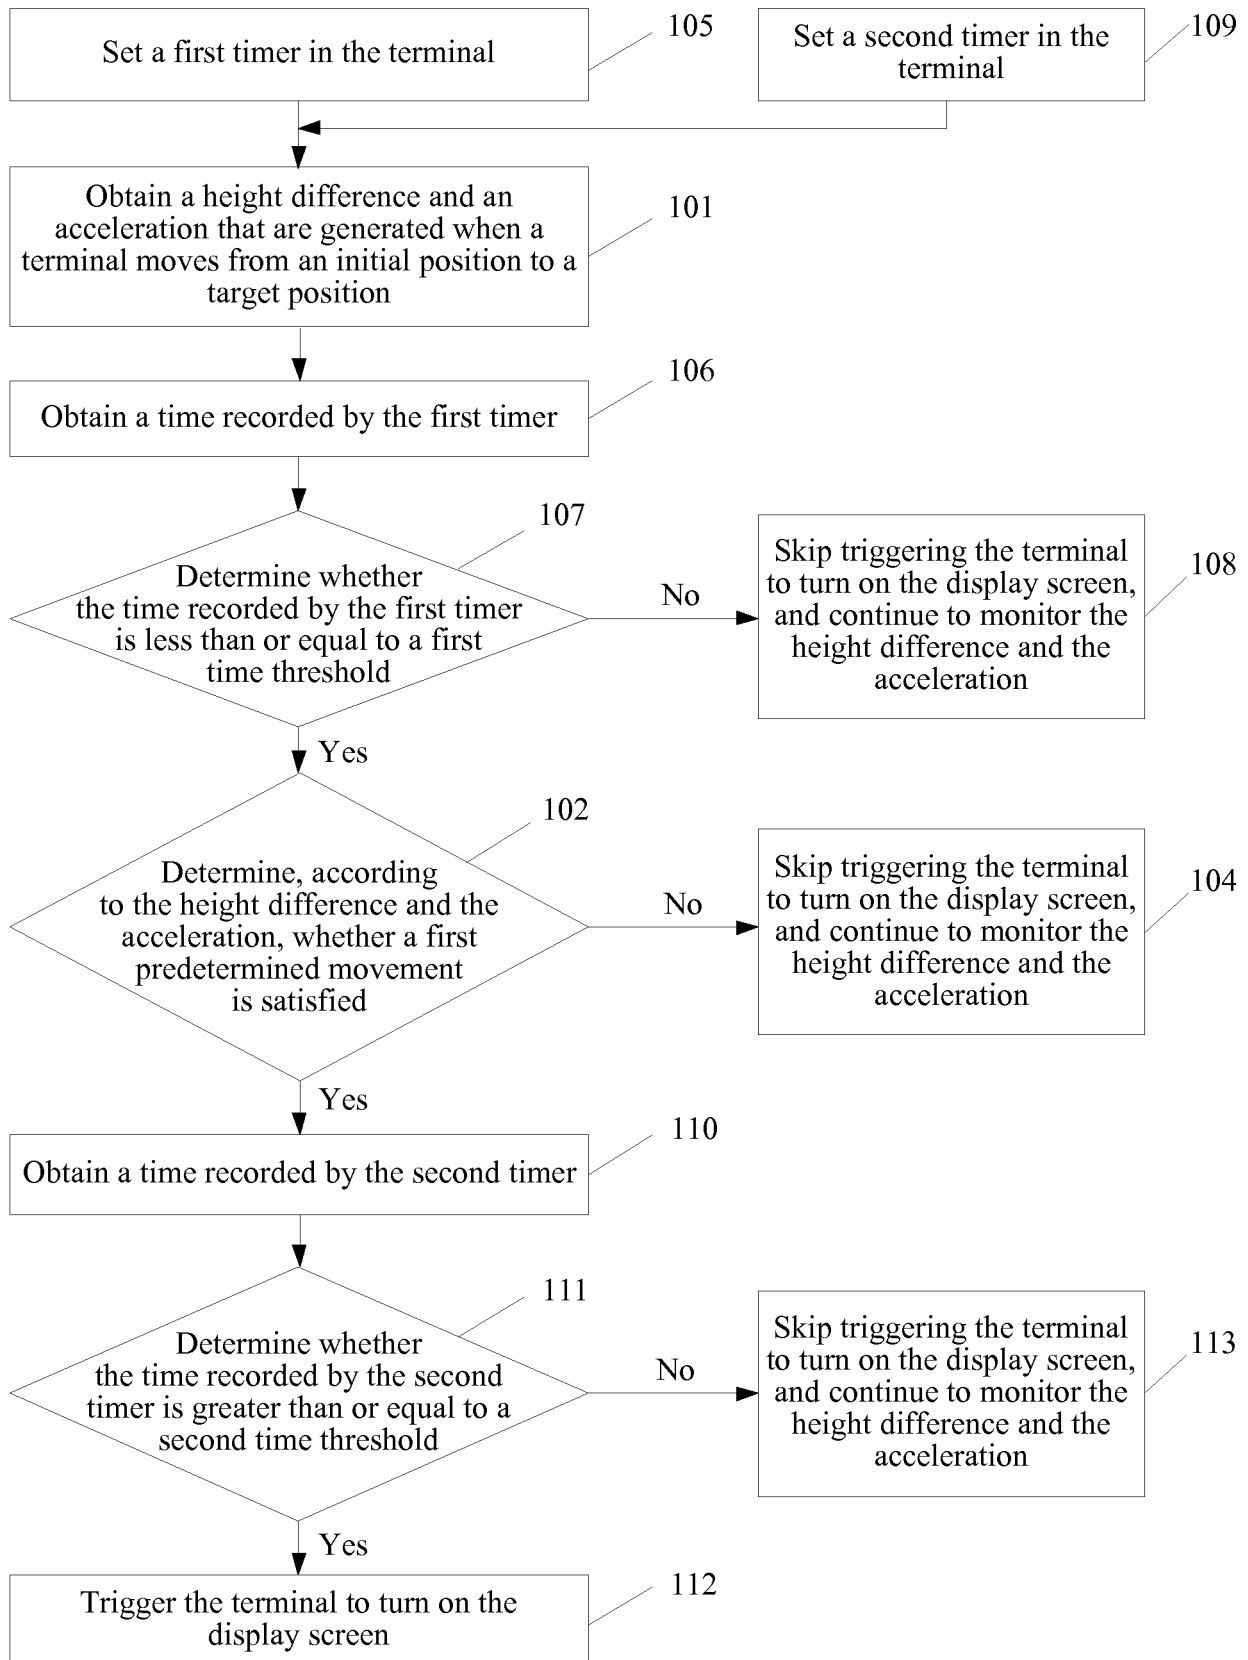 Set a first timer in the terminal
105
Set a second timer in the
terminal
109
Obtain a height difference and an
acceleration that are generated when a
terminal moves from an initial position to a
target position
101
Obtain a time recorded by the first timer
106
107
Determine whether
the time recorded by the first timer
is less than or equal to a first
time threshold
No
Skip triggering the terminal
to turn on the display screen,
and continue to monitor the
height difference and the
acceleration
108
Yes
102
Determine, according
to the height difference and the
acceleration, whether a first
predetermined movement
is satisfied
No
Skip triggering the terminal
to turn on the display screen,
and continue to monitor the
height difference and the
acceleration
104
Yes
Obtain a time recorded by the second timer
110
111
Determine whether
the time recorded by the second
timer is greater than or equal to a
second time threshold
No
Skip triggering the terminal
to turn on the display screen,
and continue to monitor the
height difference and the
acceleration
113
Yes
Trigger the terminal to turn on the
display screen
112